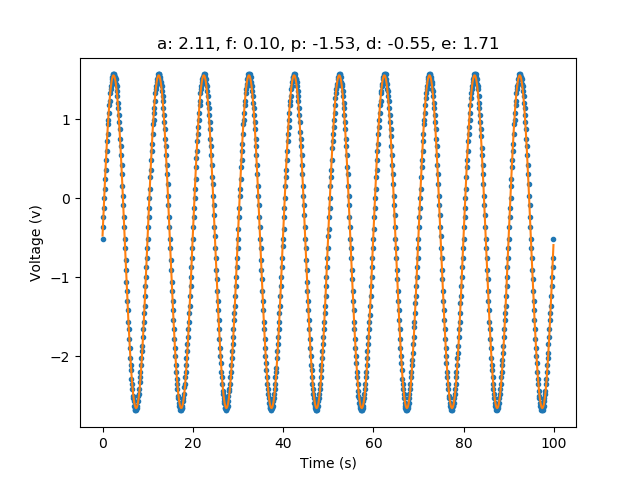 a: 2.11, f: 0.10, p: -1.53, d: -0.55, e: 1.71
1
0
−1
−2
Voltage (v)
0 20 40 60 80 100
Time (s)